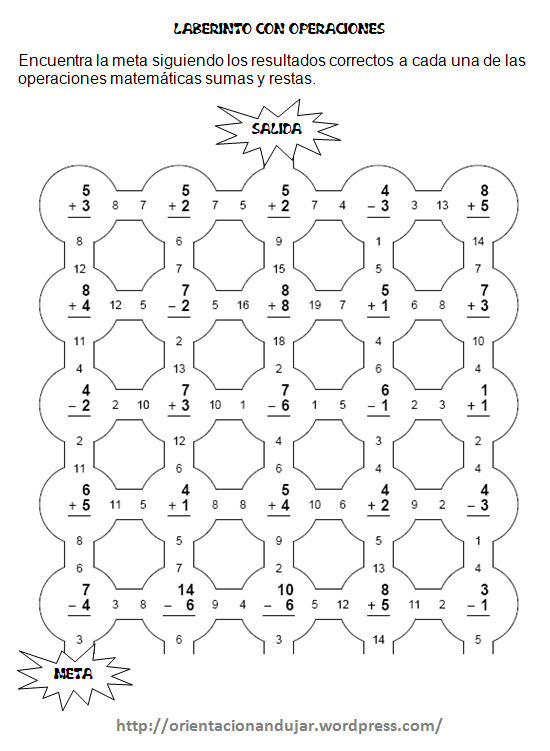 LABERINTO CON OPERACIONES
Encuentra la meta siguiendo los resultados correctos a cada una de las
operaciones matemáticas sumas y restas.
SALIDA
5 5 5 4 8
+ 3 8 7 + 2 7 5 + 2 7 4 − 3 3 13 + 5
8 6 9 1 14
12 7 15 5 7
8 7 8 5 7
+ 4 12 5 − 2 5 16 + 8 19 7 + 1 6 8 + 3
11 2 18 4 10
4 13 2 6 4
4 7 7 6 1
− 2 2 10 + 3 10 1 − 6 1 5 − 1 2 3 + 1
2 12 4 3 2
11 6 6 4 4
6 4 5 4 4
+ 5 11 5 + 1 8 8 + 4 10 6 + 2 9 2 − 3
8 5 9 5 1
6 7 2 13 4
7 14 10 8 3
− 4 3 8 − 6 9 4 − 6 5 12 + 5 11 2 − 1
3 6 3 14 5
META
http://orientacionandujar.wordpress.com/